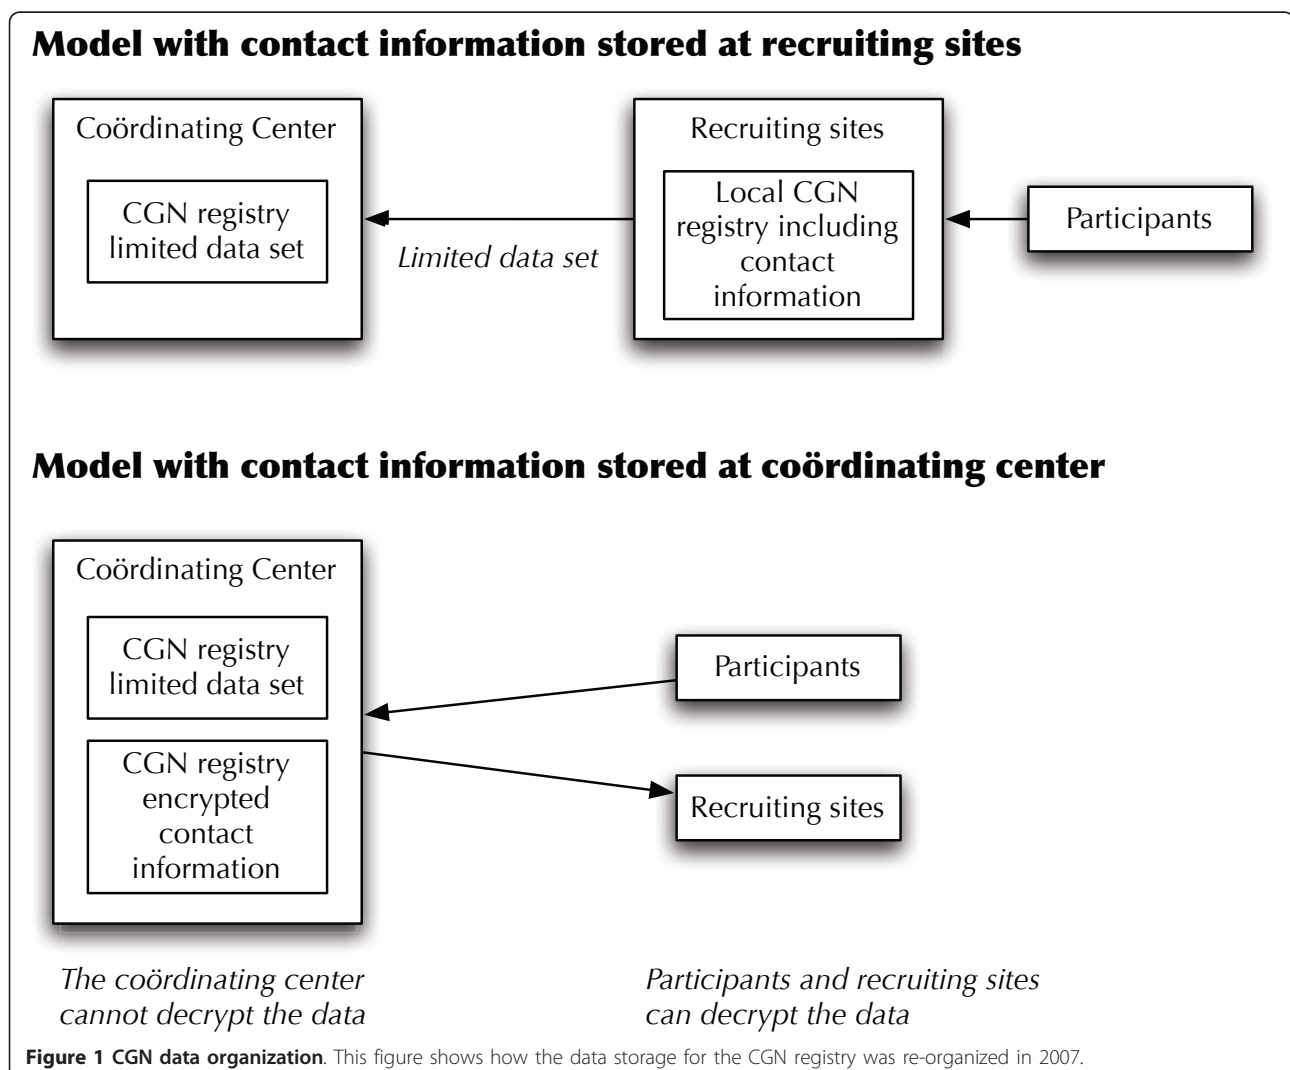 Model with contact information stored at recruiting sites
Coördinating Center
CGN registry
limited data set
Limited data set
Recruiting sites
Local CGN
registry including
contact
information
Participants
Model with contact information stored at coördinating center
Coördinating Center
CGN registry
limited data set
CGN registry
encrypted
contact
information
Participants
Recruiting sites
The coördinating center
cannot decrypt the data
Participants and recruiting sites
can decrypt the data
Figure 1 CGN data organization. This figure shows how the data storage for the CGN registry was re-organized in 2007.